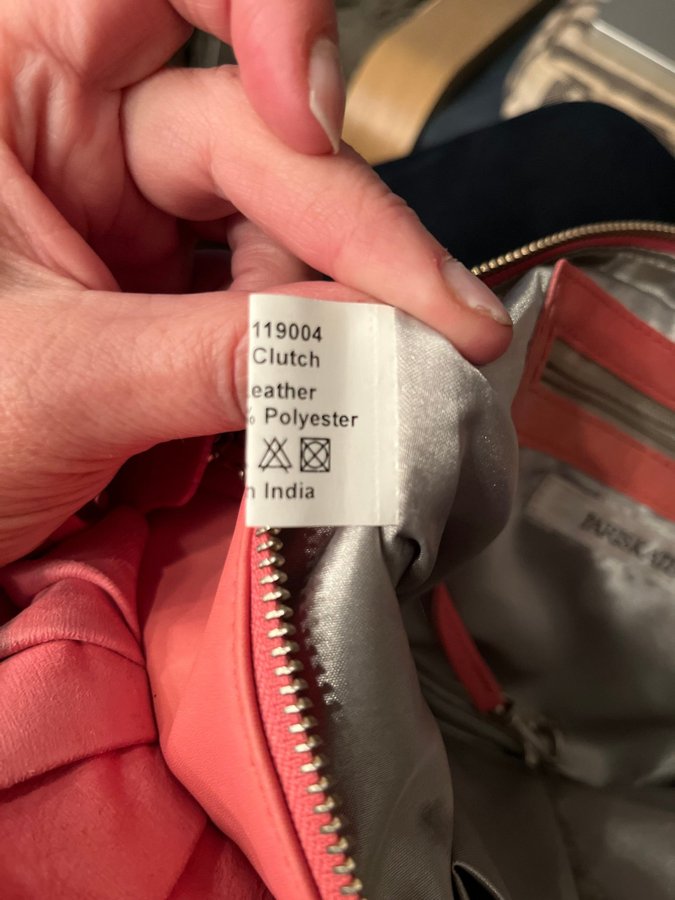 119004
Clutch
eather
% Polyester
n India